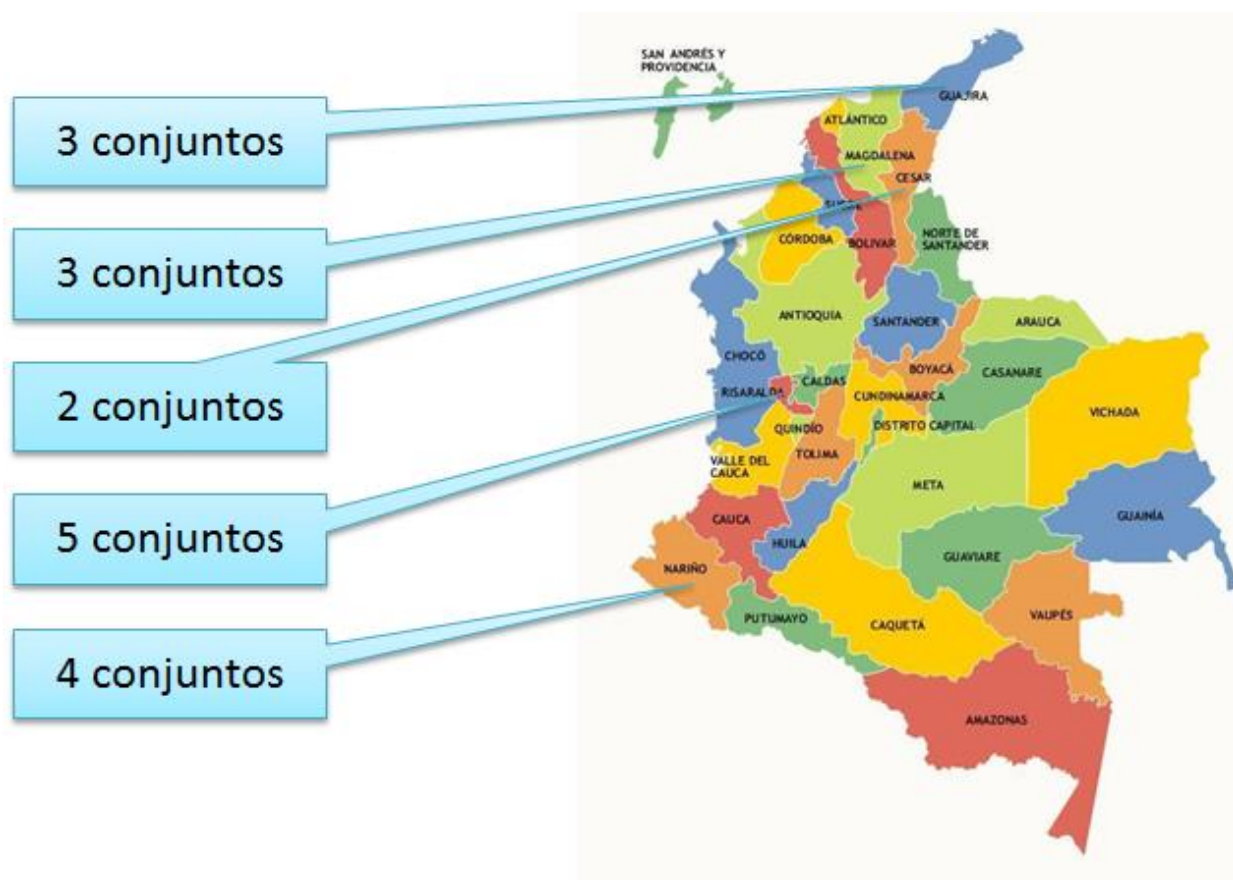 3 conjuntos
3 conjuntos
2 conjuntos
5 conjuntos
4 conjuntos
SAN ANDRÉS Y
PROVIDENCIA
GUAJIRA
ATLÁNTICO
MAGDALENA
CESAR
CÓRDOBA
BOLIVAR
NORTE DE
SANTANDER
ANTIOQUÍA
SANTANDER
ARAUCA
CHOCÓ
BOYACÁ
CASANARE
RISARALDA
CALDAS
CUNDINAMARCA
VICHADA
QUINDÍO
DISTRITO CAPITAL
TOLIMA
VALLE DEL
CAUCA
META
CAUCA
GUAINÍA
HUILA
GUAVIARE
NARIÑO
PUTUMAYO
CAQUETÁ
VAUPÉS
AMAZONAS